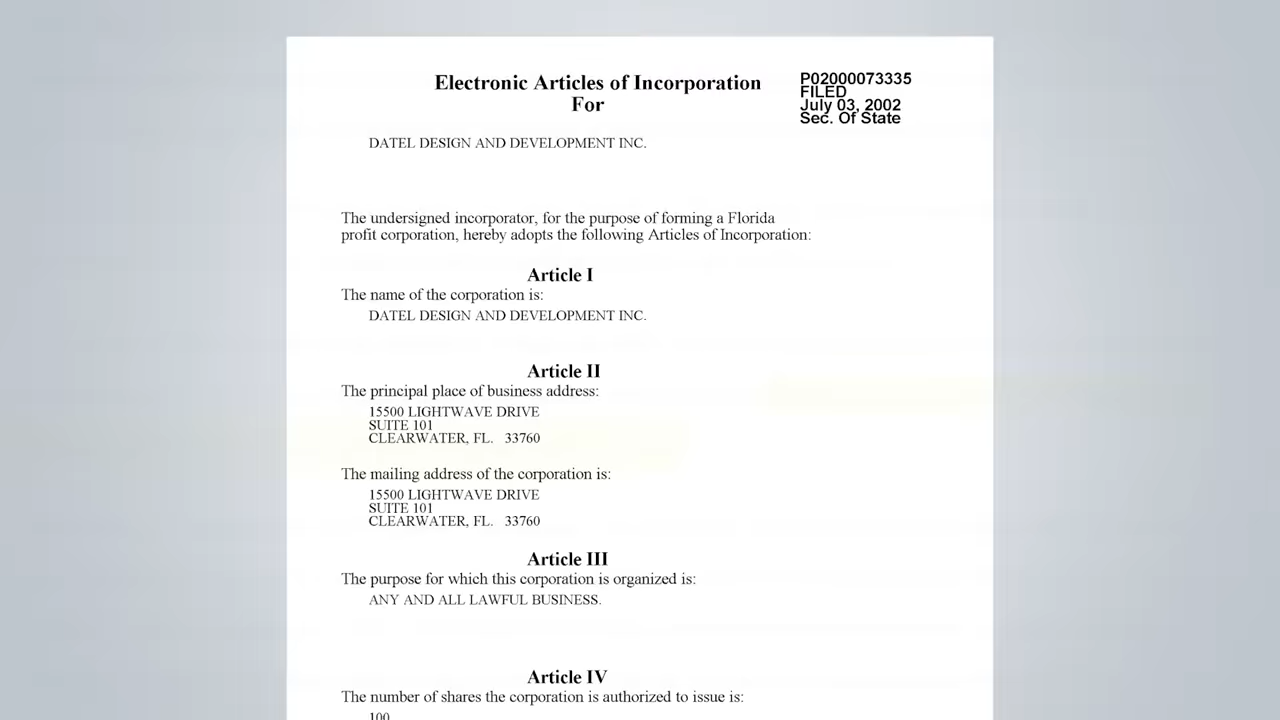 Electronic Articles of Incorporation
For
P02000073335
FILED
July 03, 2002
Sec. Of State
DATEL DESIGN AND DEVELOPMENT INC.
The undersigned incorporator, for the purpose of forming a Florida
profit corporation, hereby adopts the following Articles of Incorporation:
Article I
The name of the corporation is:
DATEL DESIGN AND DEVELOPMENT INC.
Article II
The principal place of business address:
15500 LIGHTWAVE DRIVE
SUITE 101
CLEARWATER, FL. 33760
The mailing address of the corporation is:
15500 LIGHTWAVE DRIVE
SUITE 101
CLEARWATER, FL. 33760
Article III
The purpose for which this corporation is organized is:
ANY AND ALL LAWFUL BUSINESS.
Article IV
The number of shares the corporation is authorized to issue is:
100